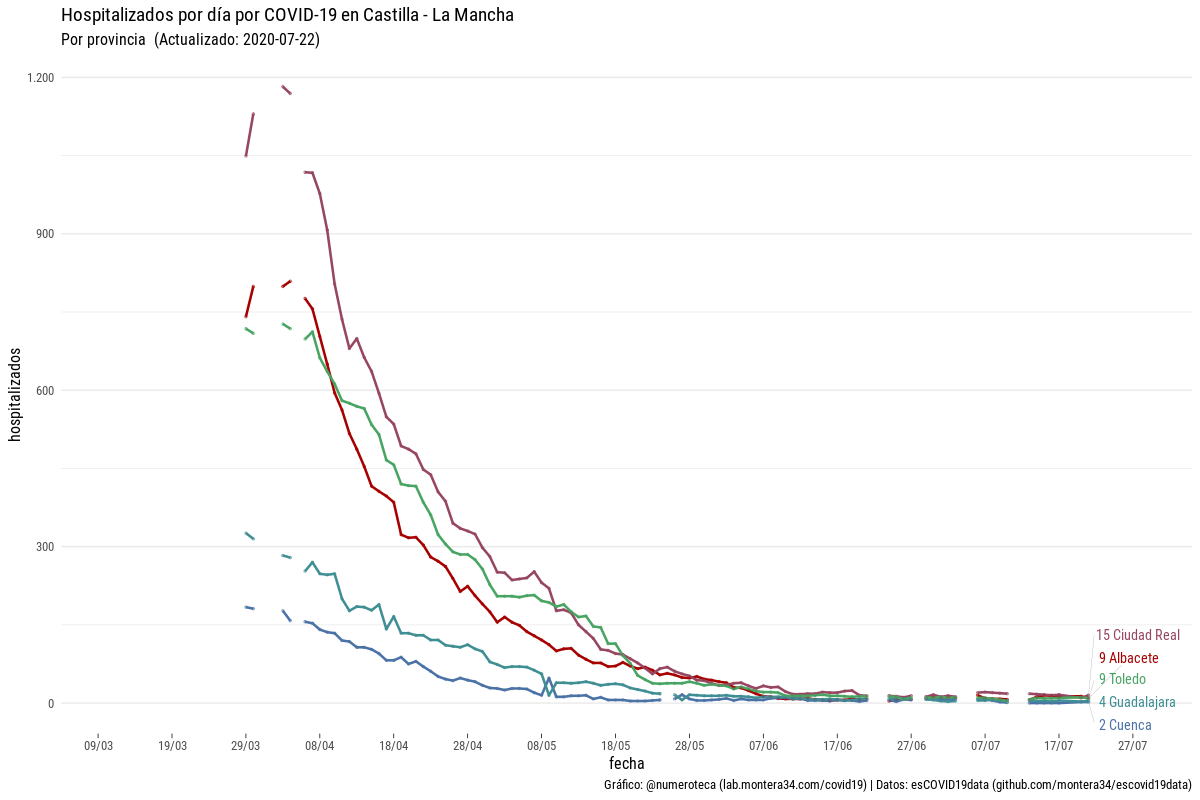 Hospitalizados por día por COVID-19 en Castilla - La Mancha
Por provincia (Actualizado: 2020-07-22)
1.200
900
600
300
0
hospitalizados
15 Ciudad Real
9 Albacete
9 Toledo
4 Guadalajara
2 Cuenca
09/03 19/03 29/03 08/04 18/04 28/04 08/05 18/05 28/05 07/06 17/06 27/06 07/07 17/07 27/07
fecha
Gráfico: @numeroteca (lab.montera34.com/covid19) | Datos: esCOVID19data (github.com/montera34/escovid19data)